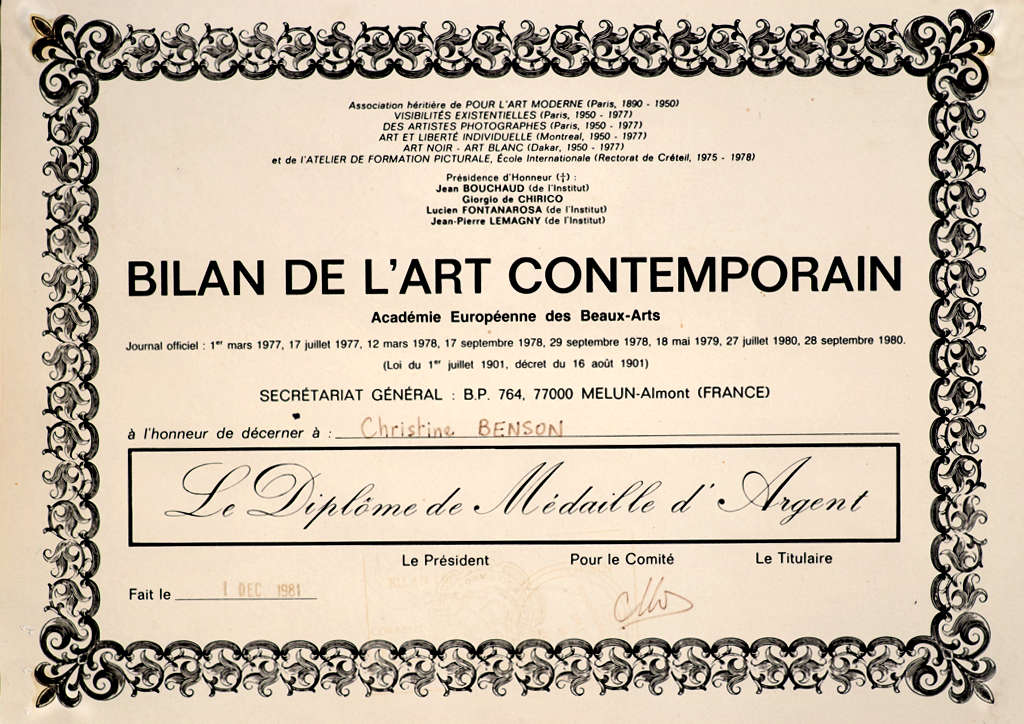 Association héritière de POUR L'ART MODERNE (Paris, 1890 - 1950)
VISIBILITÉS EXISTENTIELLES (Paris, 1950 - 1977)
DES ARTISTES PHOTOGRAPHES (Paris, 1950 - 1977)
ART ET LIBERTÉ INDIVIDUELLE (Montreal, 1950 - 1977)
ART NOIR - ART BLANC (Dakar, 1950 - 1977)
et de l'ATELIER DE FORMATION PICTURALE, École Internationale (Rectorat de Créteil, 1975 - 1978)
Présidence d'Honneur (†) :
Jean BOUCHAUD (de l'Institut)
Giorgio de CHIRICO
Lucien FONTANAROSA (de l'Institut)
Jean-Pierre LEMAGNY (de l'Institut)
BILAN DE L'ART CONTEMPORAIN
Académie Européenne des Beaux-Arts
Journal officiel : 1er mars 1977, 17 juillet 1977, 12 mars 1978, 17 septembre 1978, 29 septembre 1978, 18 mai 1979, 27 juillet 1980, 28 septembre 1980.
(Loi du 1er juillet 1901, décret du 16 août 1901)
SECRÉTARIAT GÉNÉRAL : B.P. 764, 77000 MELUN-Almont (FRANCE)
à l'honneur de décerner à : Christine BENSON
Le Diplôme de Médaille d'Argent
Le Président Pour le Comité Le Titulaire
Fait le 1 DEC 1981